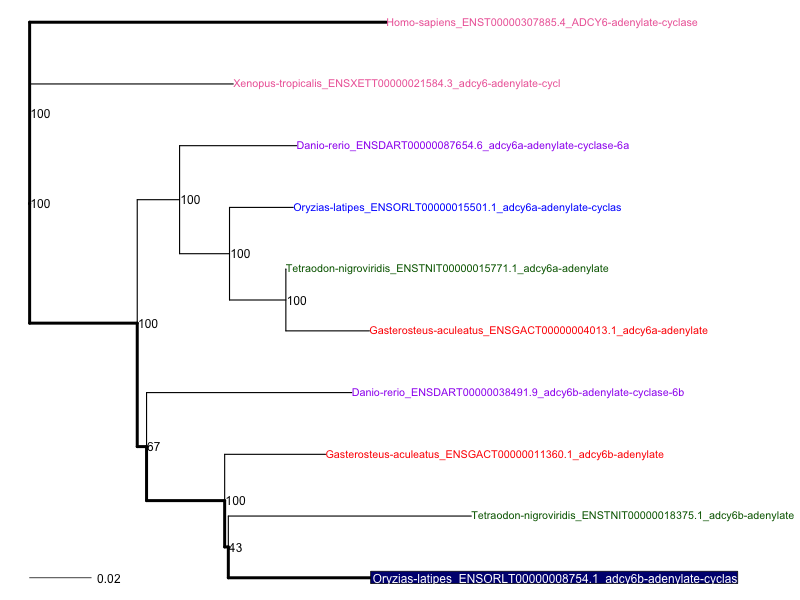 Homo-sapiens_ENST00000307885.4_ADCY6-adenylate-cyclase
Xenopus-tropicalis_ENSXETT00000021584.3_adcy6-adenylate-cycl
100
Danio-rerio_ENSDART00000087654.6_adcy6a-adenylate-cyclase-6a
100
100
Oryzias-latipes_ENSORLT00000015501.1_adcy6a-adenylate-cyclas
100
Tetraodon-nigroviridis_ENSTNIT00000015771.1_adcy6a-adenylate
100
100
Gasterosteus-aculeatus_ENSGACT00000004013.1_adcy6a-adenylate
Danio-rerio_ENSDART00000038491.9_adcy6b-adenylate-cyclase-6b
67
Gasterosteus-aculeatus_ENSGACT00000011360.1_adcy6b-adenylate
100
Tetraodon-nigroviridis_ENSTNIT00000018375.1_adcy6b-adenylate
43
0.02
Oryzias-latipes_ENSORLT00000008754.1_adcy6b-adenylate-cyclas